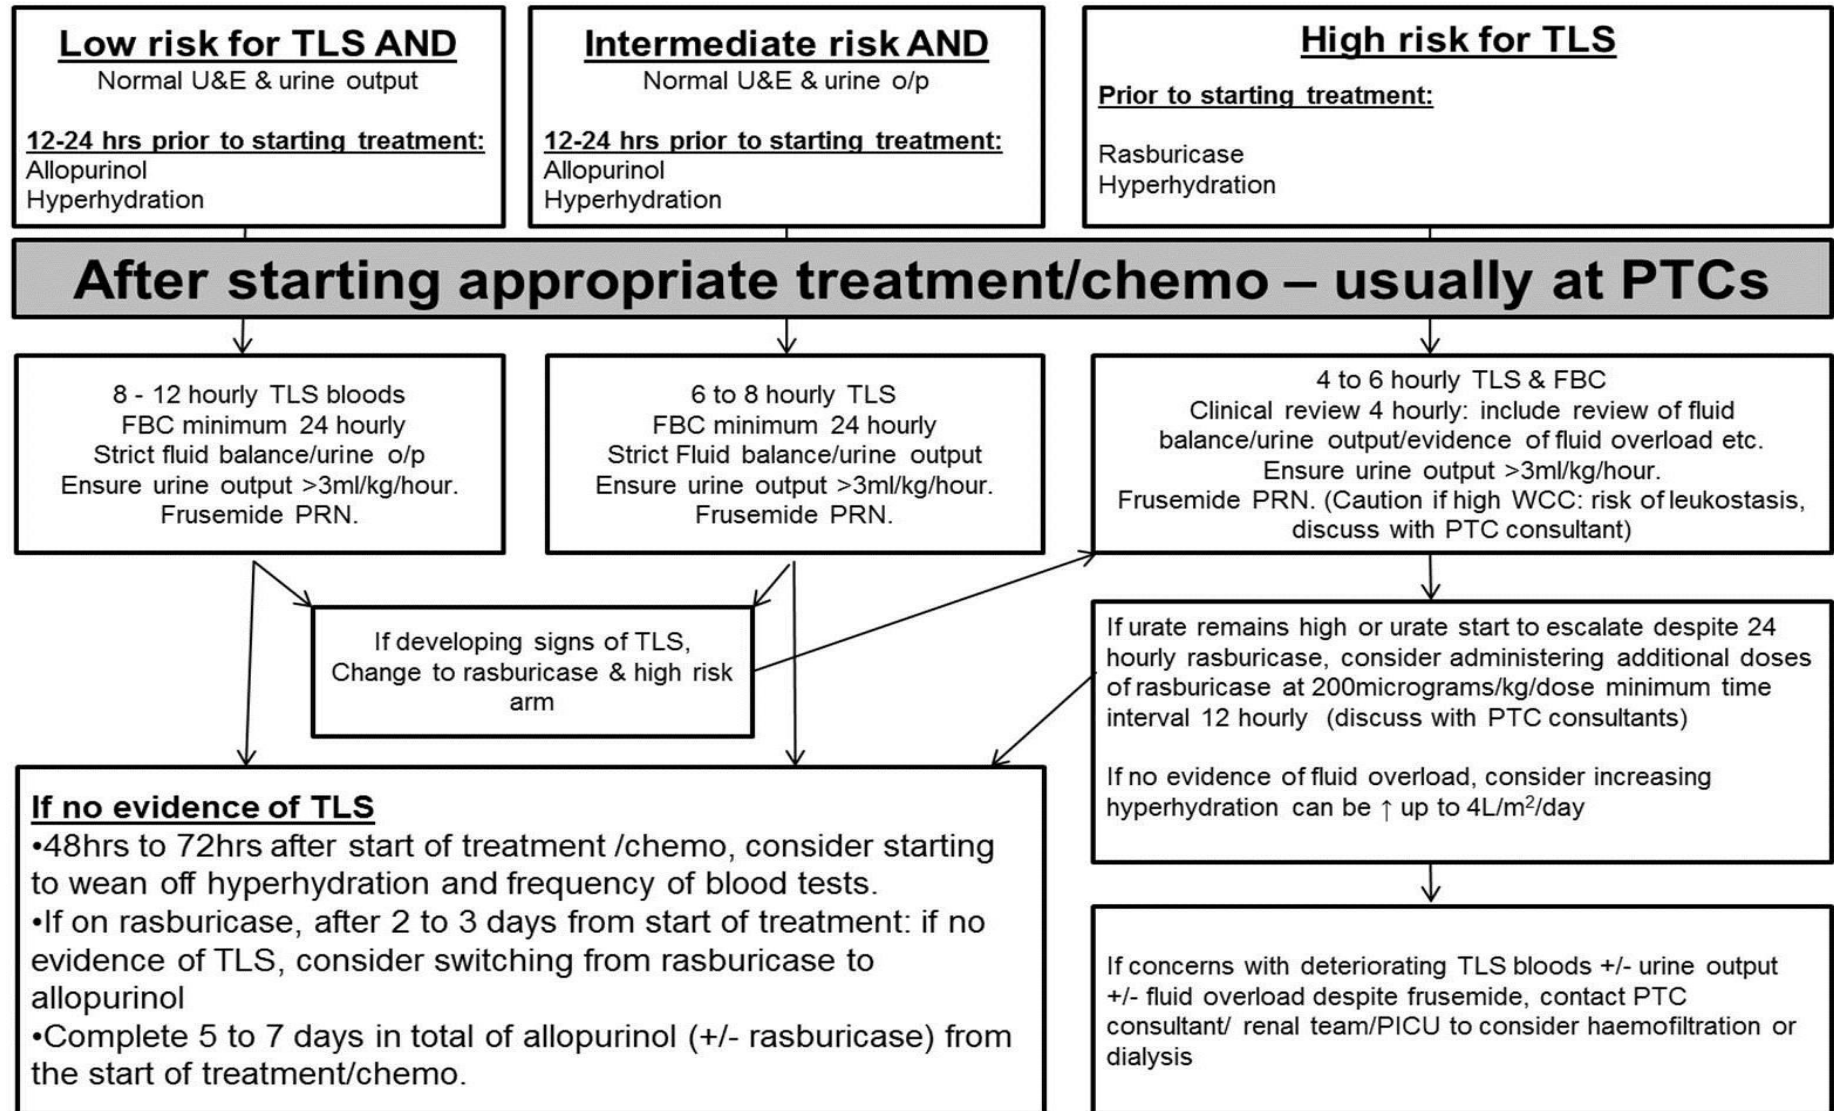 Low risk for TLS AND
Normal U&E & urine output
12-24 hrs prior to starting treatment:
Allopurinol
Hyperhydration
Intermediate risk AND
Normal U&E & urine o/p
12-24 hrs prior to starting treatment:
Allopurinol
Hyperhydration
High risk for TLS
Prior to starting treatment:
Rasburicase
Hyperhydration
After starting appropriate treatment/chemo – usually at PTCs
8 - 12 hourly TLS bloods
FBC minimum 24 hourly
Strict fluid balance/urine o/p
Ensure urine output >3ml/kg/hour.
Frusemide PRN.
6 to 8 hourly TLS
FBC minimum 24 hourly
Strict Fluid balance/urine output
Ensure urine output >3ml/kg/hour.
Frusemide PRN.
4 to 6 hourly TLS & FBC
Clinical review 4 hourly: include review of fluid
balance/urine output/evidence of fluid overload etc.
Ensure urine output >3ml/kg/hour.
Frusemide PRN. (Caution if high WCC: risk of leukostasis,
discuss with PTC consultant)
If developing signs of TLS,
Change to rasburicase & high risk
arm
If urate remains high or urate start to escalate despite 24
hourly rasburicase, consider administering additional doses
of rasburicase at 200micrograms/kg/dose minimum time
interval 12 hourly (discuss with PTC consultants)
If no evidence of fluid overload, consider increasing
hyperhydration can be ↑ up to 4L/m²/day
If no evidence of TLS
•48hrs to 72hrs after start of treatment /chemo, consider starting
to wean off hyperhydration and frequency of blood tests.
•If on rasburicase, after 2 to 3 days from start of treatment: if no
evidence of TLS, consider switching from rasburicase to
allopurinol
•Complete 5 to 7 days in total of allopurinol (+/- rasburicase) from
the start of treatment/chemo.
If concerns with deteriorating TLS bloods +/- urine output
+/- fluid overload despite frusemide, contact PTC
consultant/ renal team/PICU to consider haemofiltration or
dialysis